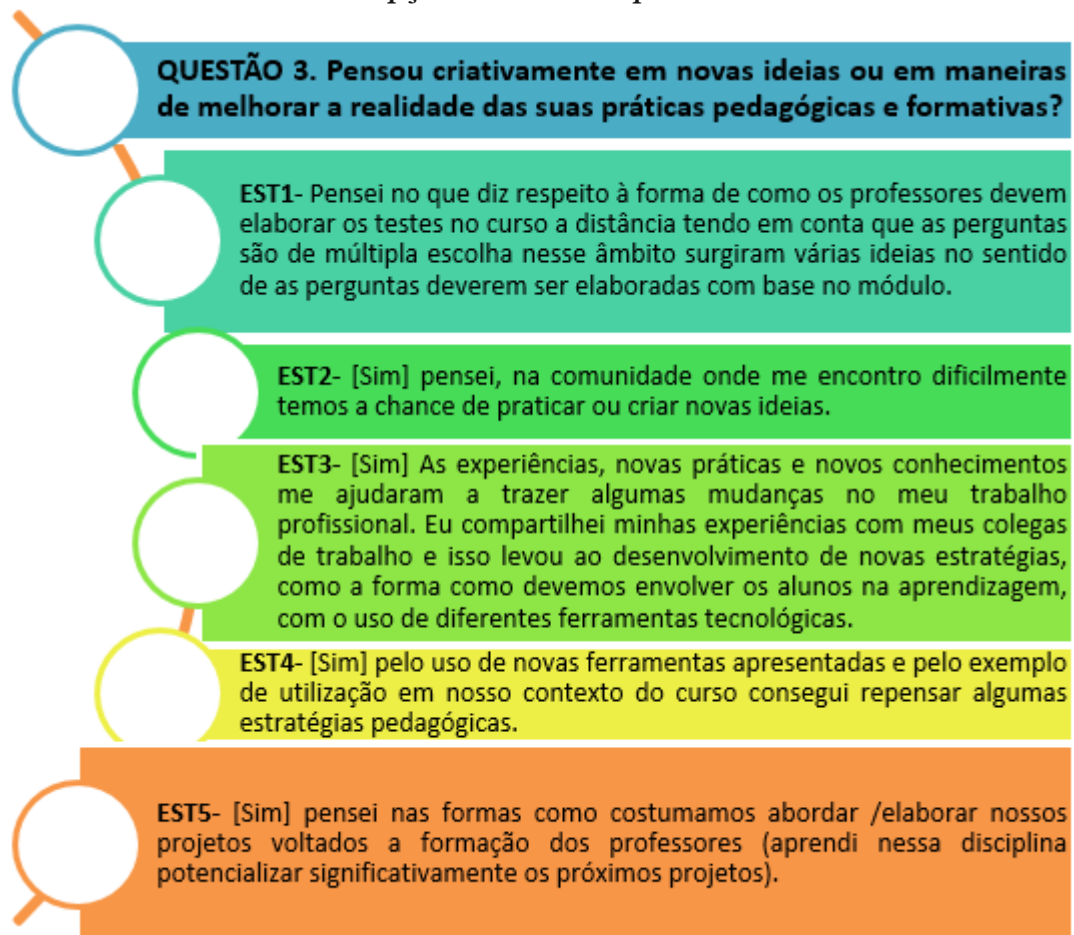 QUESTÃO 3. Pensou criativamente em novas ideias ou em maneiras
de melhorar a realidade das suas práticas pedagógicas e formativas?
EST1- Pensei no que diz respeito à forma de como os professores devem
elaborar os testes no curso a distância tendo em conta que as perguntas
são de múltipla escolha nesse âmbito surgiram várias ideias no sentido
de as perguntas deverem ser elaboradas com base no módulo.
EST2- [Sim] pensei, na comunidade onde me encontro dificilmente
temos a chance de praticar ou criar novas ideias.
EST3- [Sim] As experiências, novas práticas e novos conhecimentos
me ajudaram a trazer algumas mudanças no meu trabalho
profissional. Eu compartilhei minhas experiências com meus colegas
de trabalho e isso levou ao desenvolvimento de novas estratégias,
como a forma como devemos envolver os alunos na aprendizagem,
com o uso de diferentes ferramentas tecnológicas.
EST4- [Sim] pelo uso de novas ferramentas apresentadas e pelo exemplo
de utilização em nosso contexto do curso consegui repensar algumas
estratégias pedagógicas.
EST5- [Sim] pensei nas formas como costumamos abordar /elaborar nossos
projetos voltados a formação dos professores (aprendi nessa disciplina
potencializar significativamente os próximos projetos).